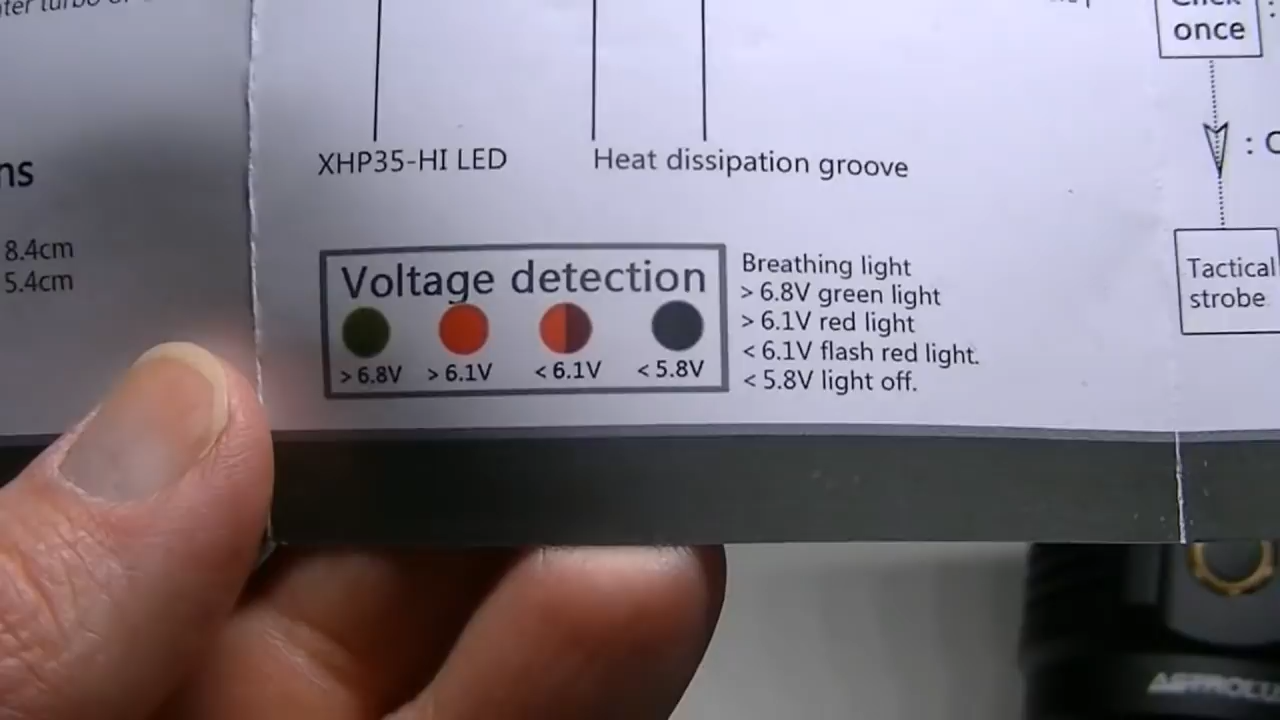 turbo
once
XHP35-HI LED
Heat dissipation groove
ns
: C
8.4cm
5.4cm
Voltage detection
> 6.8V > 6.1V < 6.1V < 5.8V
Breathing light
> 6.8V green light
> 6.1V red light
< 6.1V flash red light.
< 5.8V light off.
Tactical
strobe
ASTROLU